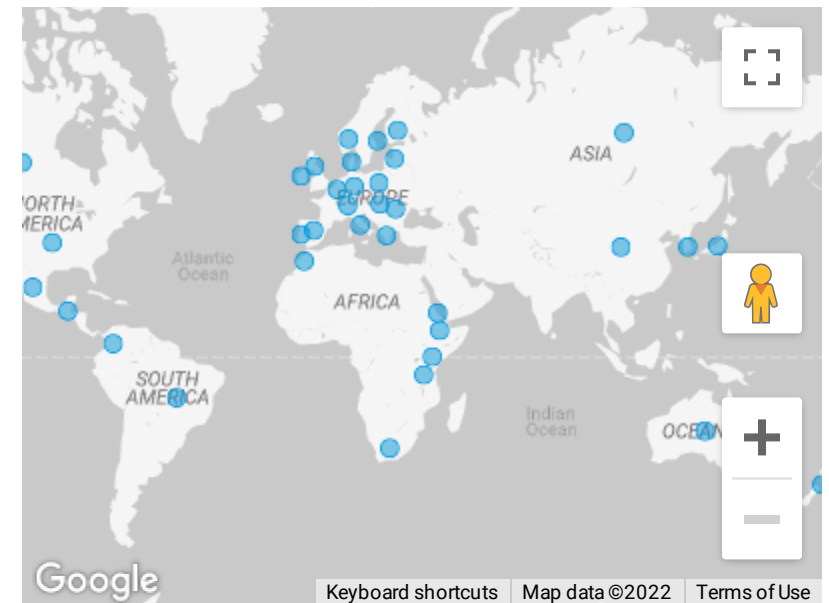 ASIA
EUROPE
ORTH
MERICA
Atlantic
Ocean
AFRICA
SOUTH
AMERICA
Indian
Ocean
OCEAN
Google
Keyboard shortcuts
Map data ©2022
Terms of Use